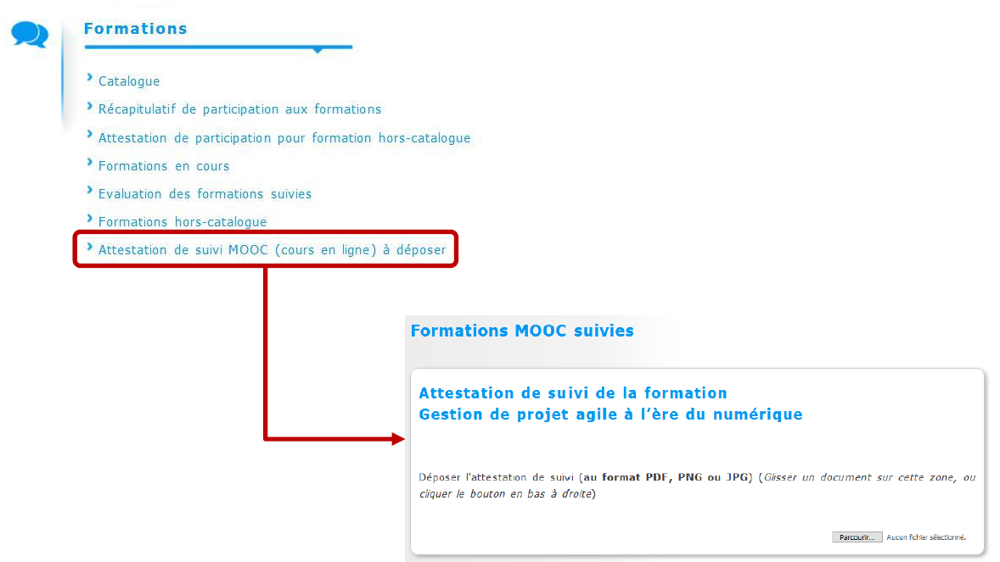 Formations
Catalogue
Récapitulatif de participation aux formations
Attestation de participation pour formation hors-catalogue
Formations en cours
Evaluation des formations suivies
Formations hors-catalogue
Attestation de suivi MOOC (cours en ligne) à déposer
Formations MOOC suivies
Attestation de suivi de la formation
Gestion de projet agile à l’ère du numérique
Déposer l'attestation de suivi (au format PDF, PNG ou JPG) (Glisser un document sur cette zone, ou
cliquer le bouton en bas à droite)
Parcourir... Aucun fichier sélectionné.